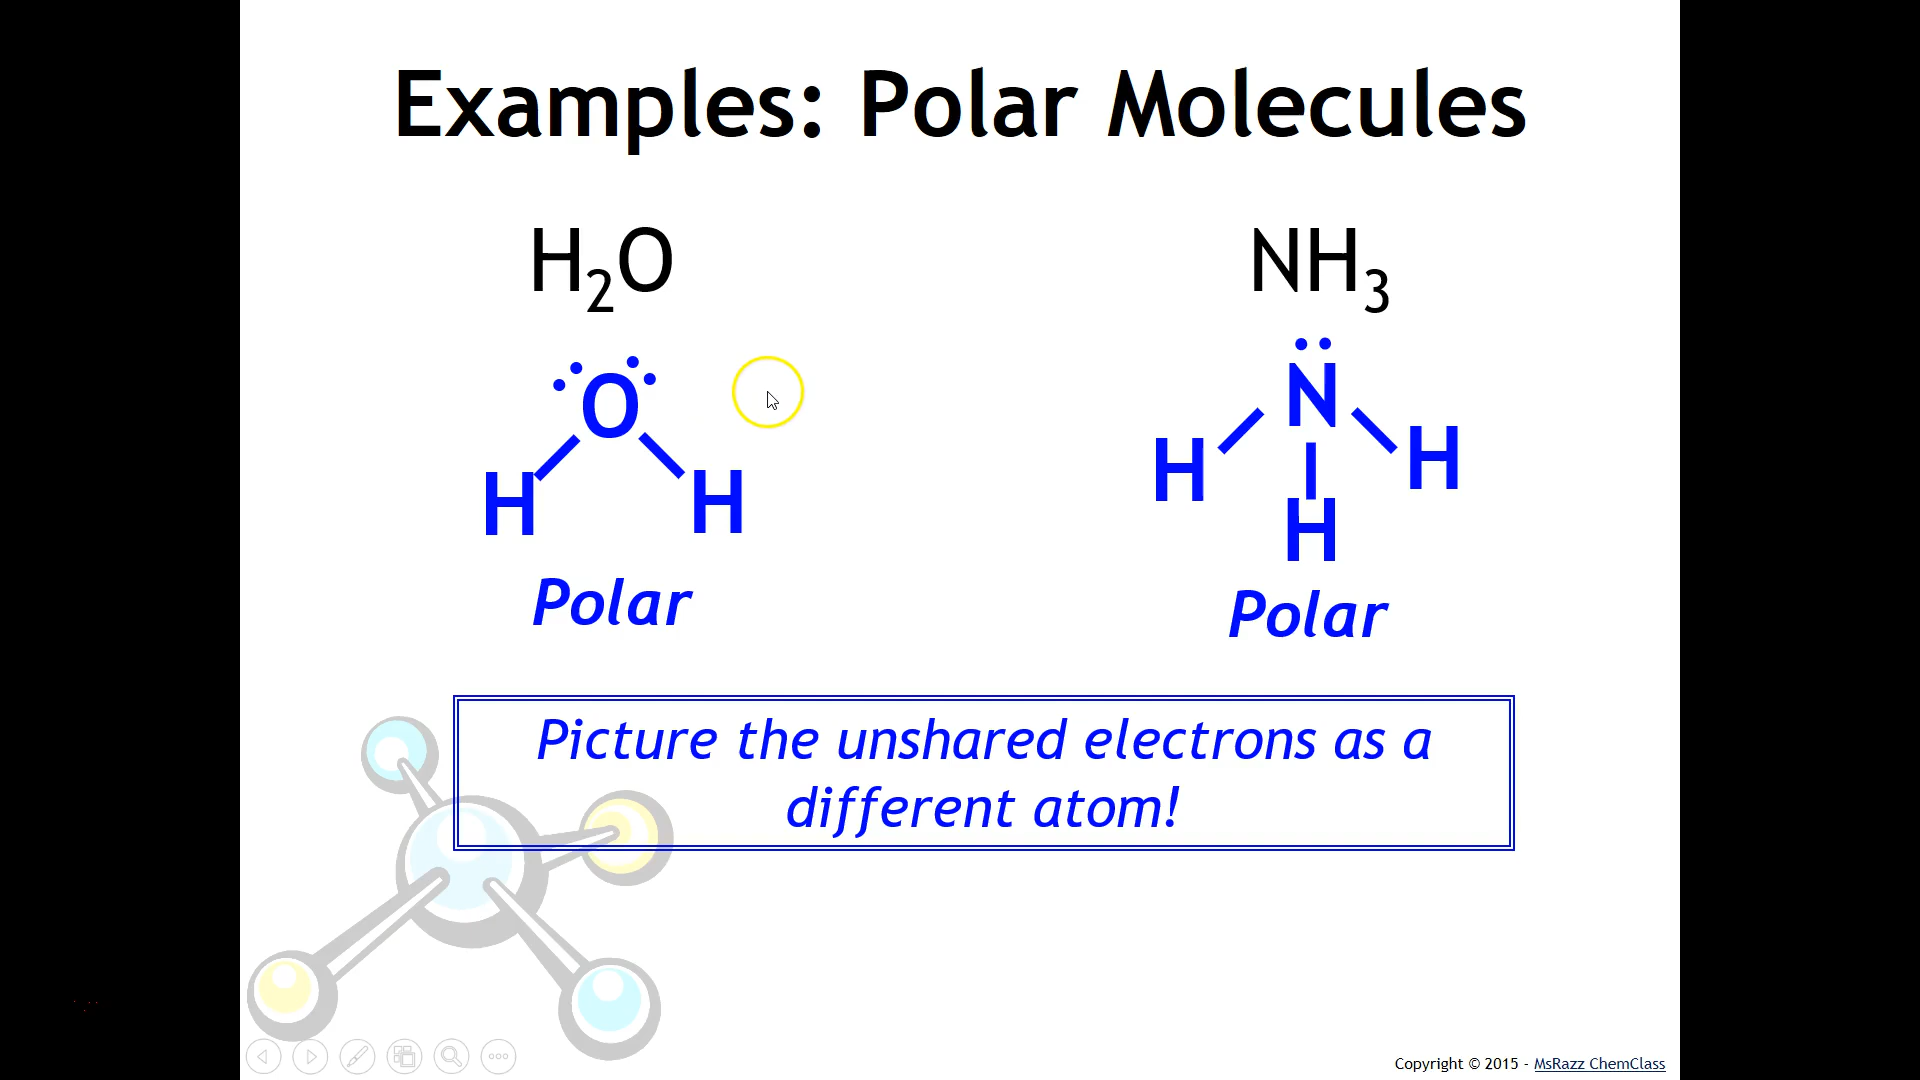 Examples: Polar Molecules
H₂O NH₃
O N
H H H H
H
Polar Polar
Picture the unshared electrons as a
different atom!
Copyright © 2015 - MsRazz ChemClass